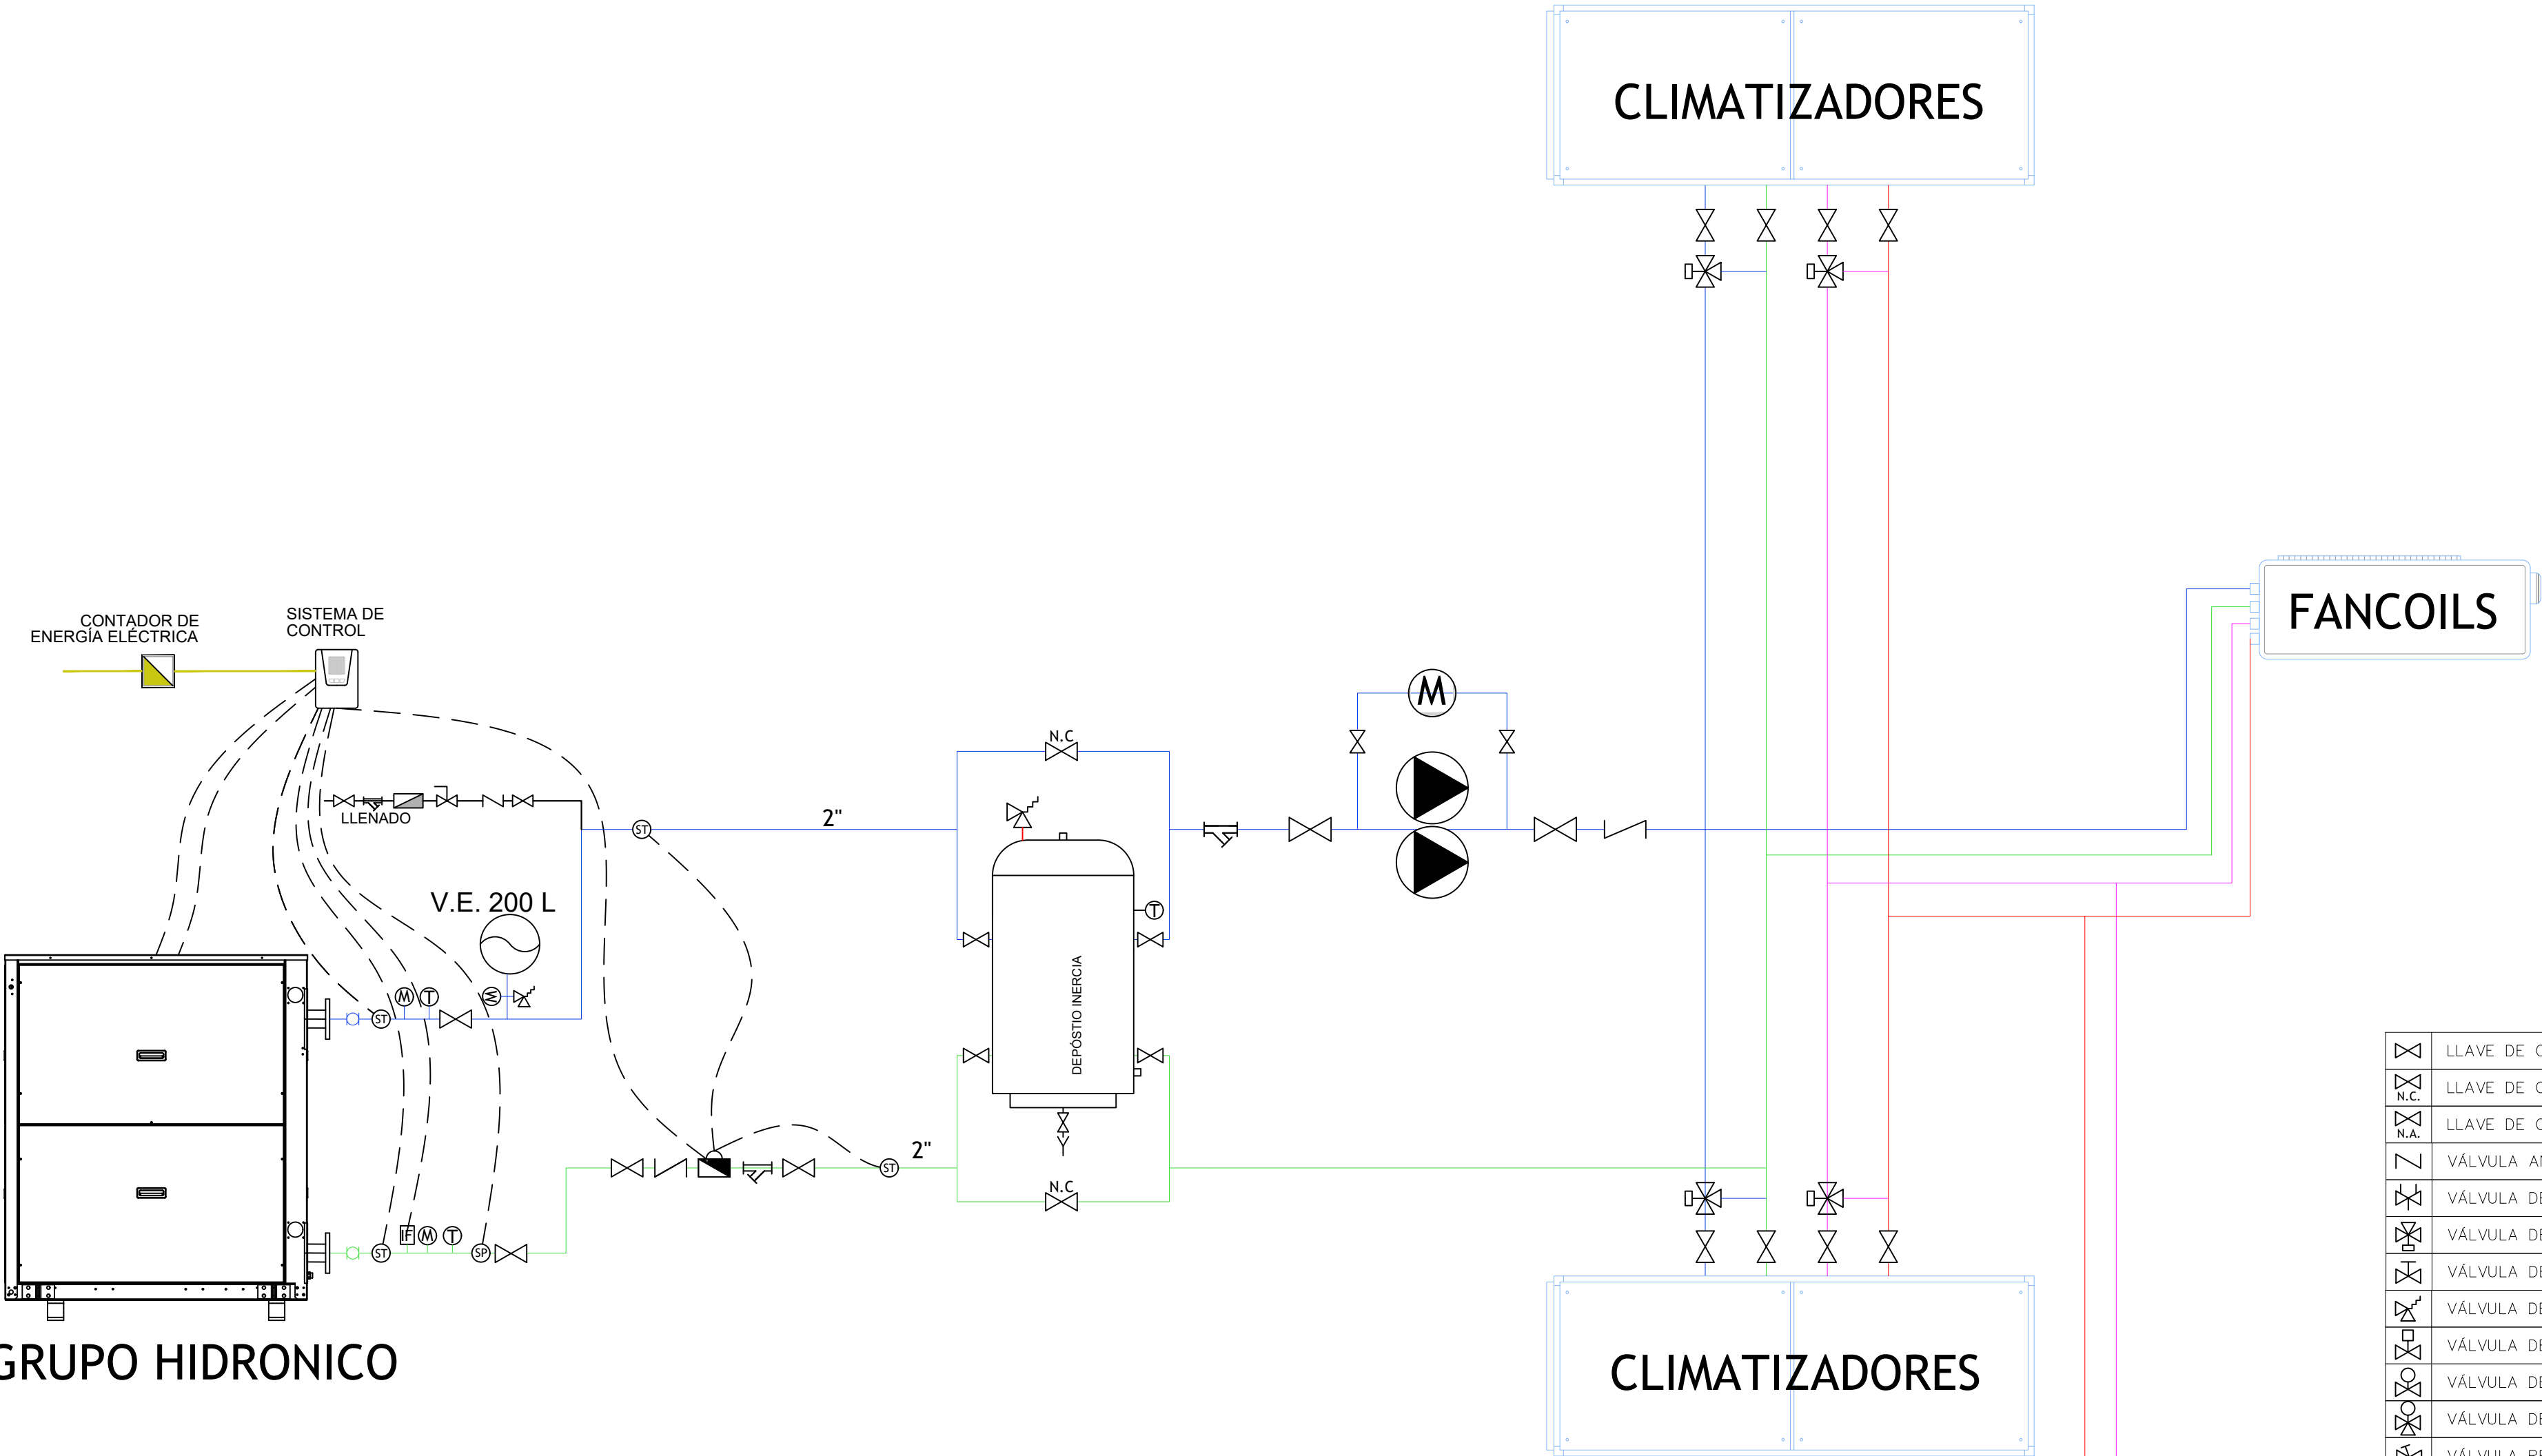 CLIMATIZADORES
CONTADOR DE
ENERGÍA ELÉCTRICA
SISTEMA DE
CONTROL
FANCOILS
M
N.C
LLENADO
ST
2"
V.E. 200 L
T
DEPÓSTIO INERCIA
M
T
M
ST
ST
2"
N.C
ST
IF
M
T
SP
GRUPO HIDRONICO
CLIMATIZADORES
LLAVE DE
N.C.
LLAVE DE
N.A.
LLAVE DE
VÁLVULA
VÁLVULA
VÁLVULA
VÁLVULA
VÁLVULA
VÁLVULA
VÁLVULA
VÁLVULA
VÁLVULA